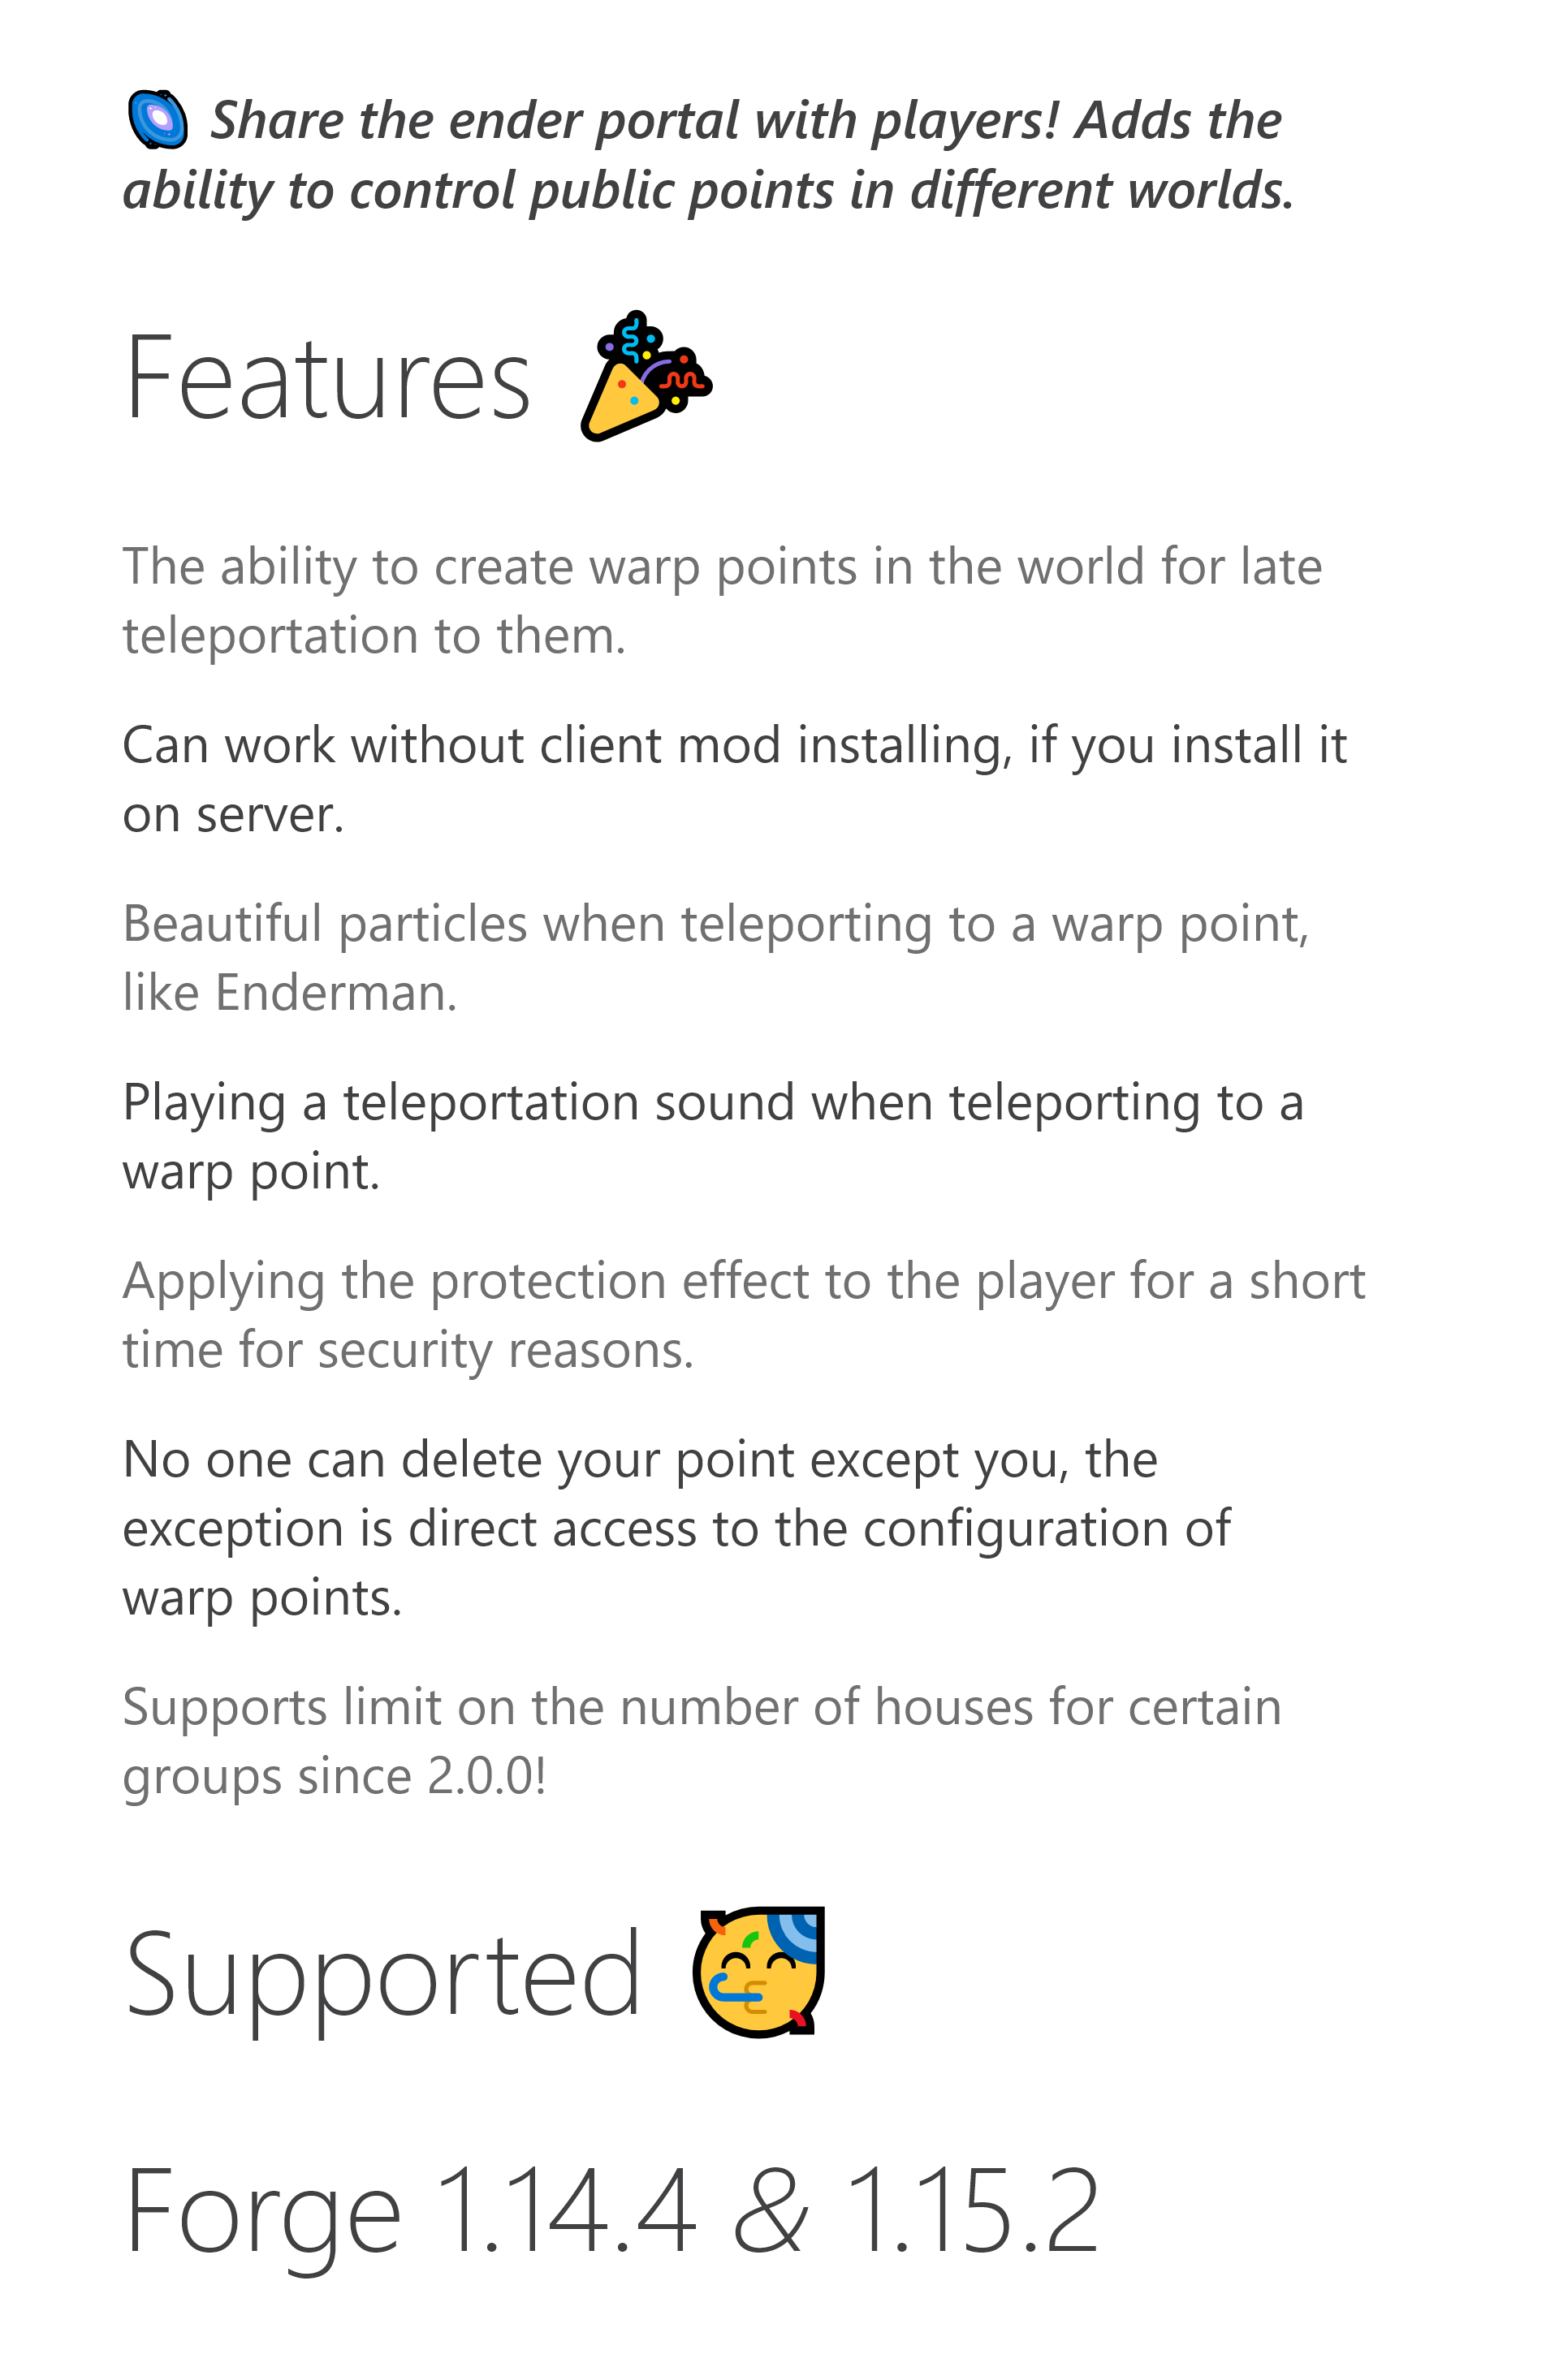 Share the ender portal with players! Adds the
ability to control public points in different worlds.
Features
The ability to create warp points in the world for late
teleportation to them.
Can work without client mod installing, if you install it
on server.
Beautiful particles when teleporting to a warp point,
like Enderman.
Playing a teleportation sound when teleporting to a
warp point.
Applying the protection effect to the player for a short
time for security reasons.
No one can delete your point except you, the
exception is direct access to the configuration of
warp points.
Supports limit on the number of houses for certain
groups since 2.0.0!
Supported
Forge 1.14.4 & 1.15.2